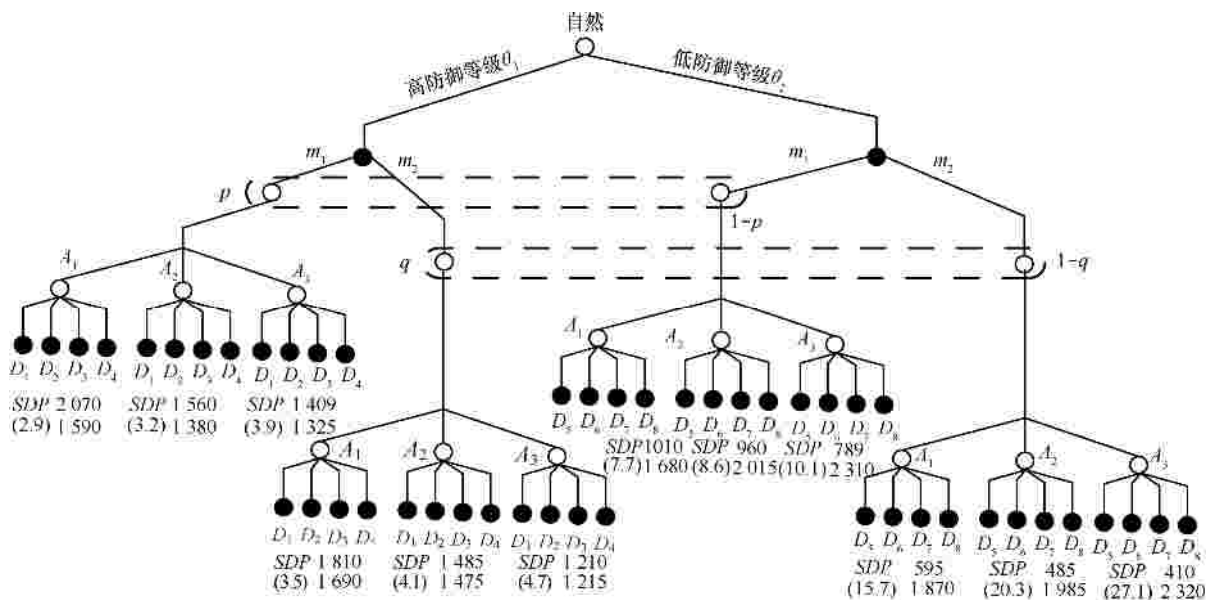 自然
高防御等级θ₁ 低防御等级θ₂
m₁ m₂ m₁ m₂
p 1-p
q 1-q
A₁ A₂ A₃
D₁ D₂ D₃ D₄ D₁ D₂ D₃ D₄ D₁ D₂ D₃ D₄
SDP 2 070 SDP 1 560 SDP 1 409
(2.9) 1 590 (3.2) 1 380 (3.9) 1 325
A₁ A₂ A₃
D₁ D₂ D₃ D₄ D₁ D₂ D₃ D₄ D₁ D₂ D₃ D₄
SDP 1 810 SDP 1 485 SDP 1 210
(3.5) 1 690 (4.1) 1 475 (4.7) 1 215
A₁ A₂ A₃
D₅ D₆ D₇ D₈ D₅ D₆ D₇ D₈ D₅ D₆ D₇ D₈
SDP 1010 SDP 960 SDP 789
(7.7) 1 680 (8.6) 2 015 (10.1) 2 310
A₁ A₂ A₃
D₅ D₆ D₇ D₈ D₅ D₆ D₇ D₈ D₅ D₆ D₇ D₈
SDP 595 SDP 485 SDP 410
(15.7) 1 870 (20.3) 1 985 (27.1) 2 320